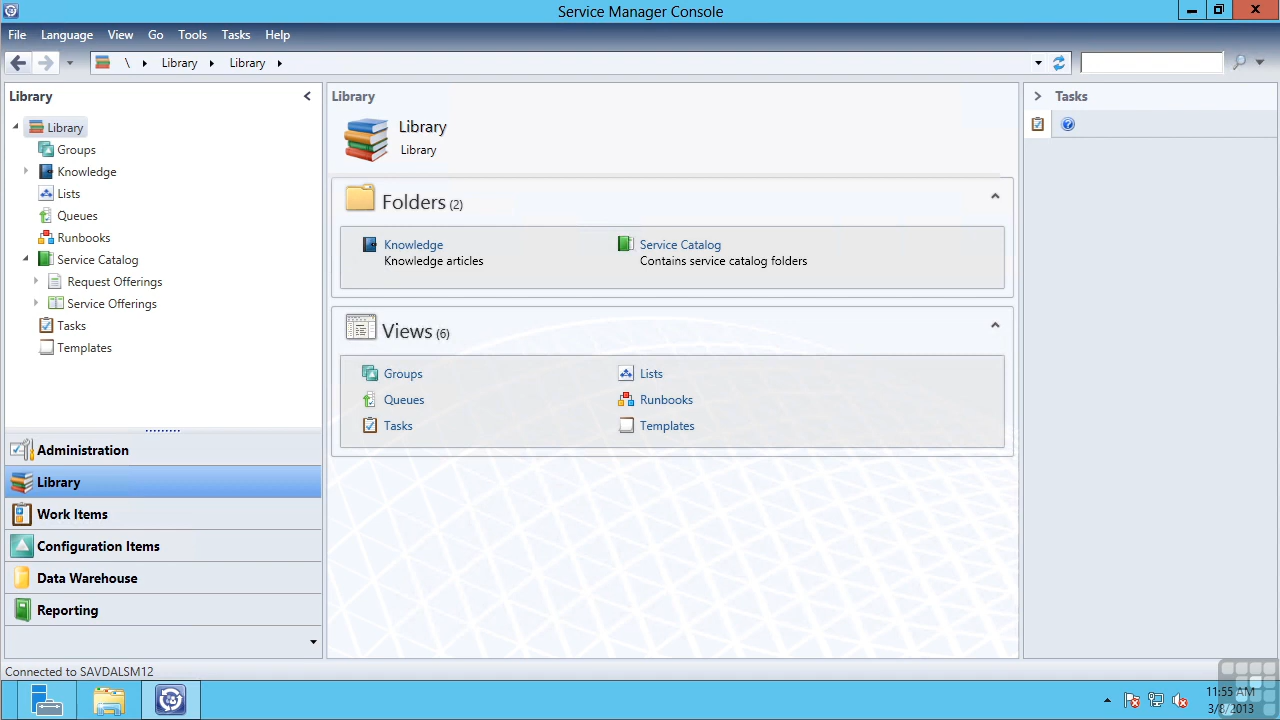 Service Manager Console
File Language View Go Tools Tasks Help
\ Library Library
Library
Library
Groups
Knowledge
Lists
Queues
Runbooks
Service Catalog
Request Offerings
Service Offerings
Tasks
Templates
Administration
Library
Work Items
Configuration Items
Data Warehouse
Reporting
Library
Library
Library
Folders (2)
Knowledge
Knowledge articles
Service Catalog
Contains service catalog folders
Views (6)
Groups Lists
Queues Runbooks
Tasks Templates
Tasks
Connected to SAVDALSM12
11:55 AM
3/8/2013